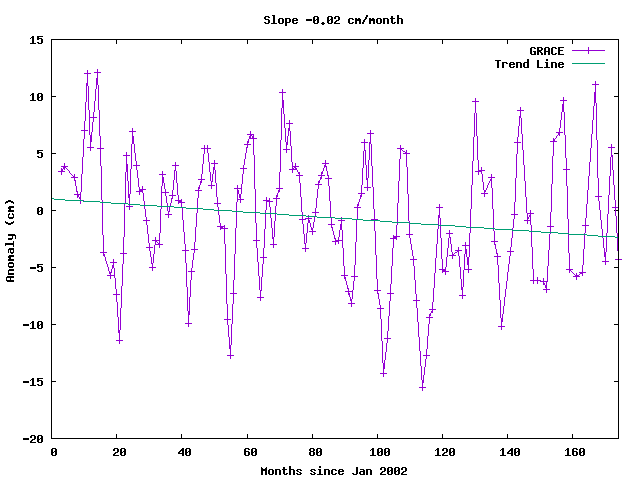 Slope -0.02 cm/month
15
10
5
0
-5
-10
-15
-20
Anomaly (cm)
GRACE
Trend Line
0 20 40 60 80 100 120 140 160
Months since Jan 2002